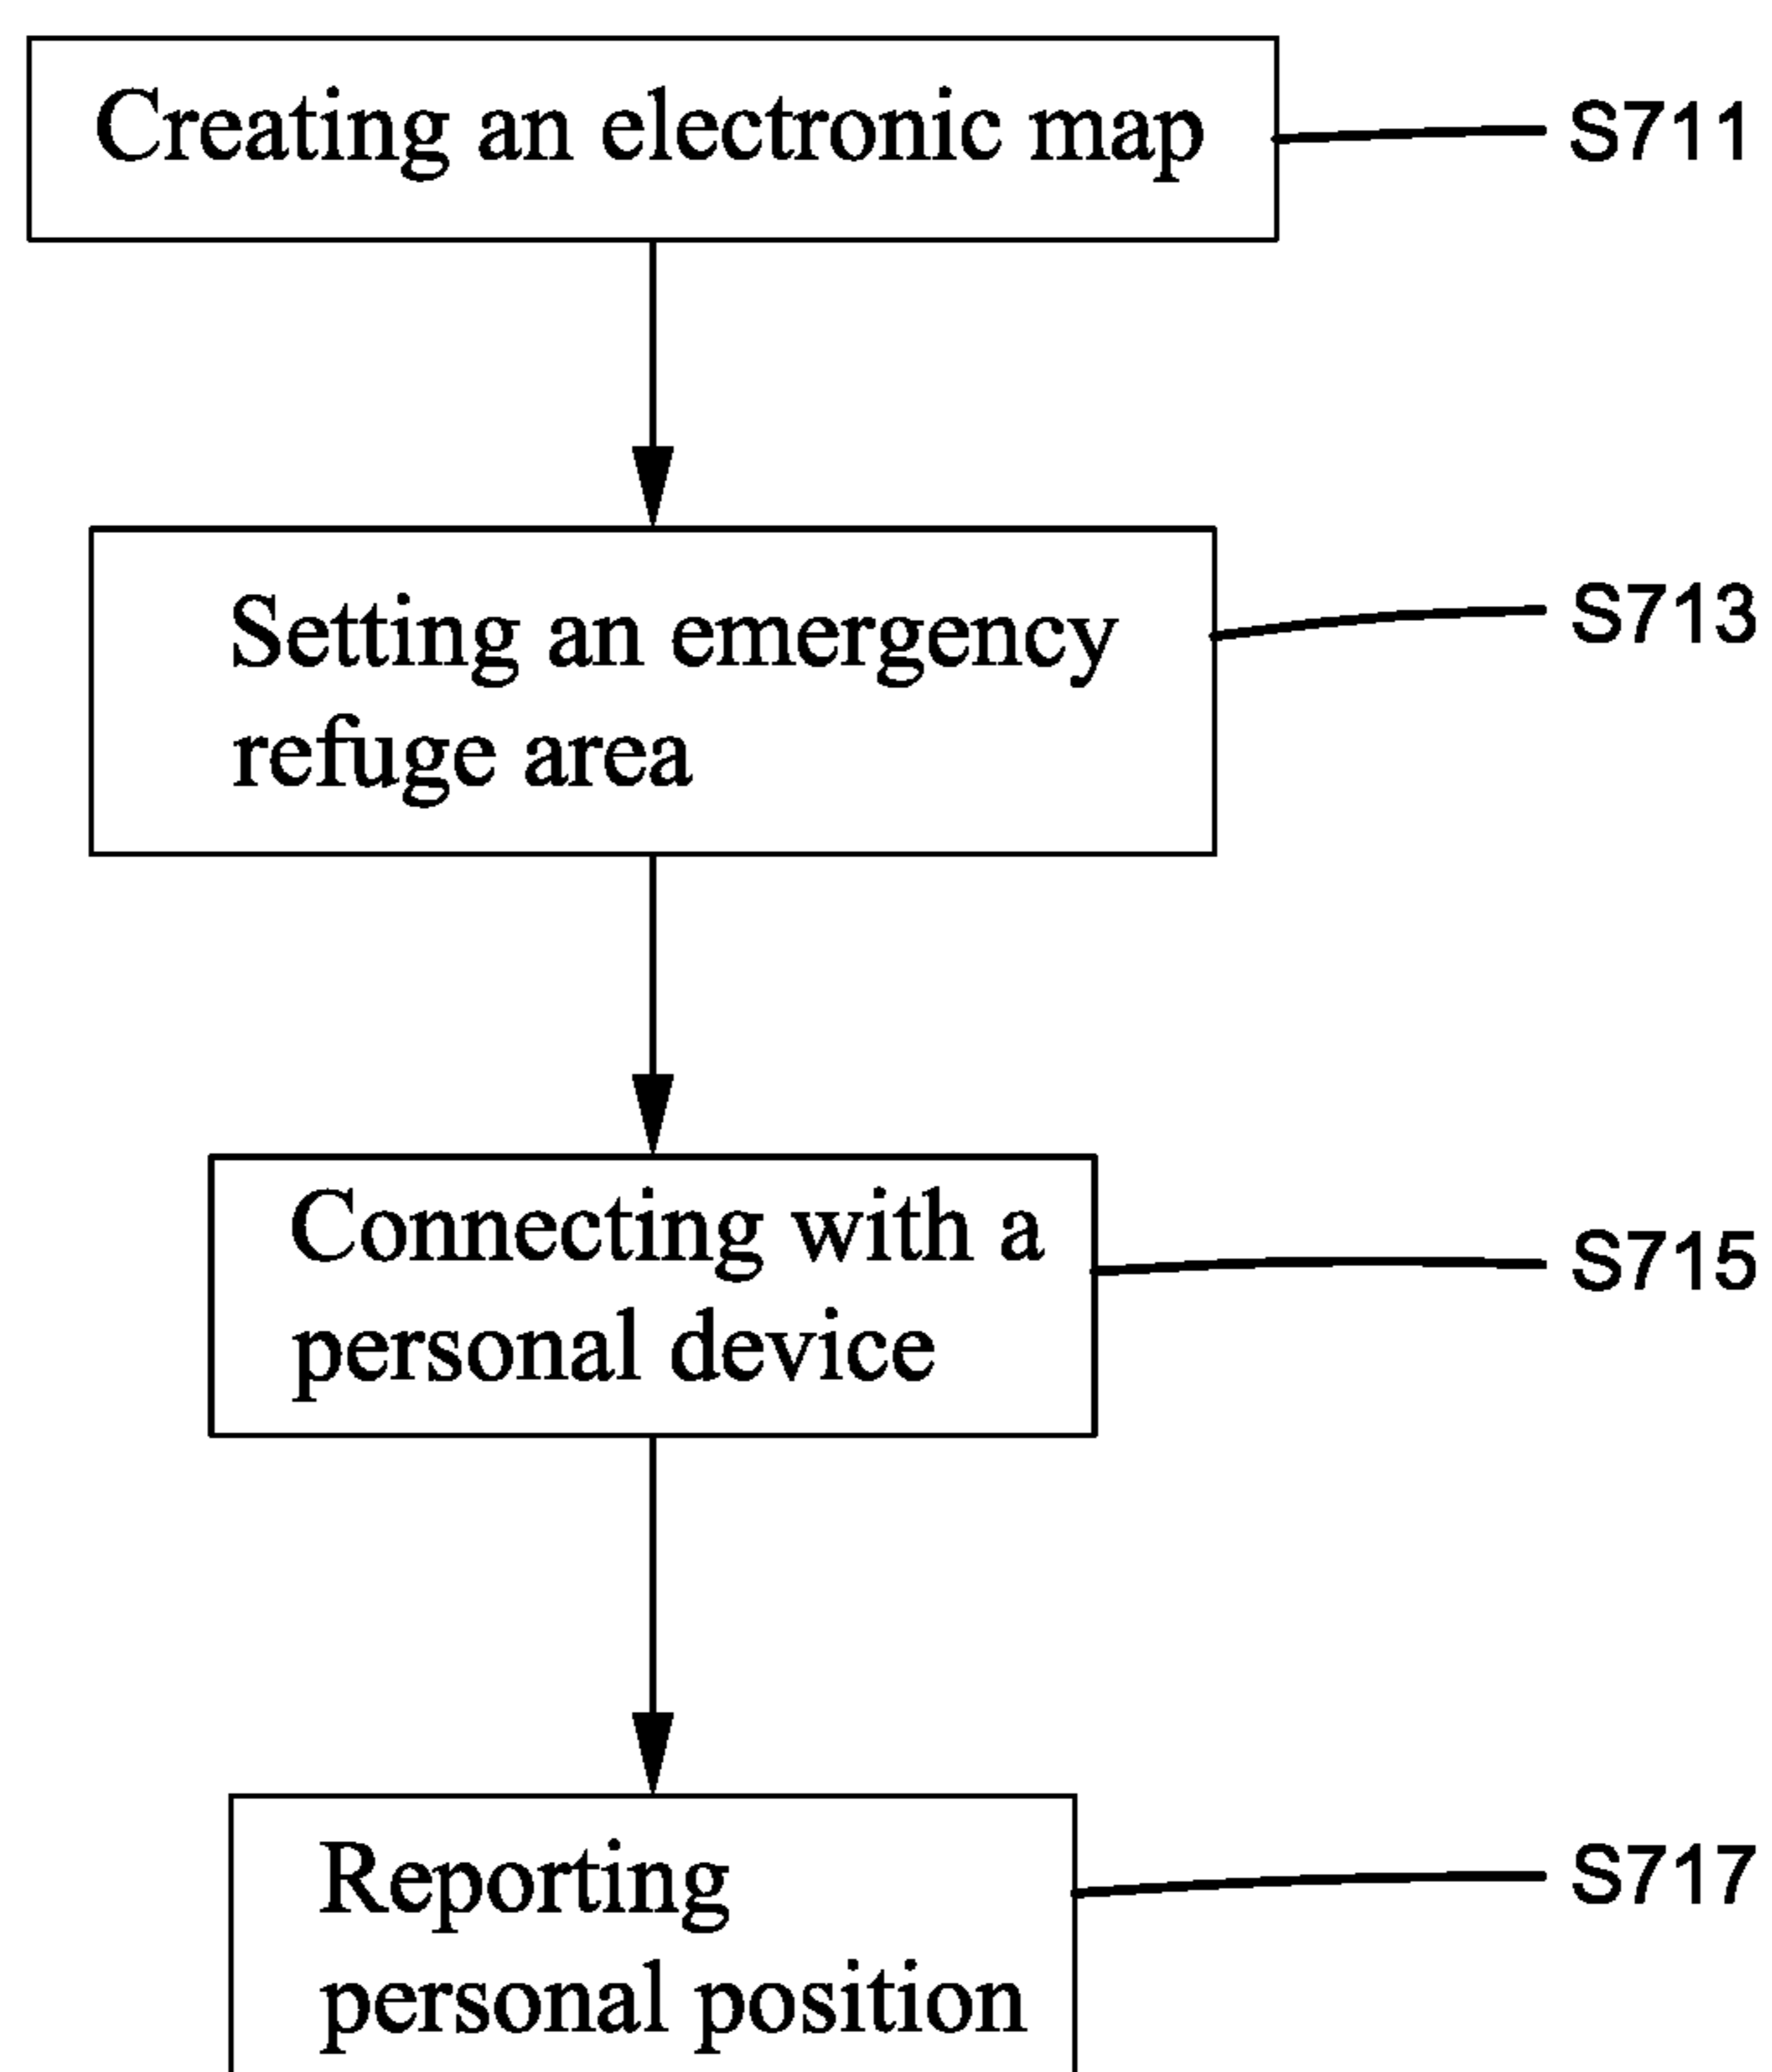 Creating an electronic map
S711
Setting an emergency
refuge area
S713
Connecting with a
personal device
S715
Reporting
personal position
S717